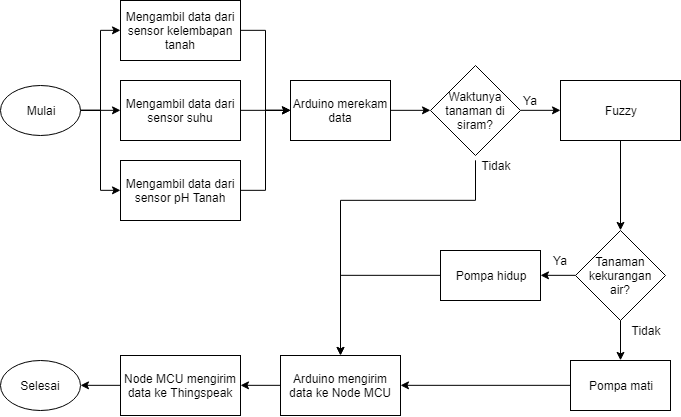 Mulai
Mengambil data dari
sensor kelembapan
tanah
Mengambil data dari
sensor suhu
Mengambil data dari
sensor pH Tanah
Arduino merekam
data
Waktunya
tanaman di
siram?
Ya
Tidak
Fuzzy
Tanaman
kekurangan
air?
Ya
Tidak
Pompa hidup
Pompa mati
Arduino mengirim
data ke Node MCU
Node MCU mengirim
data ke Thingspeak
Selesai